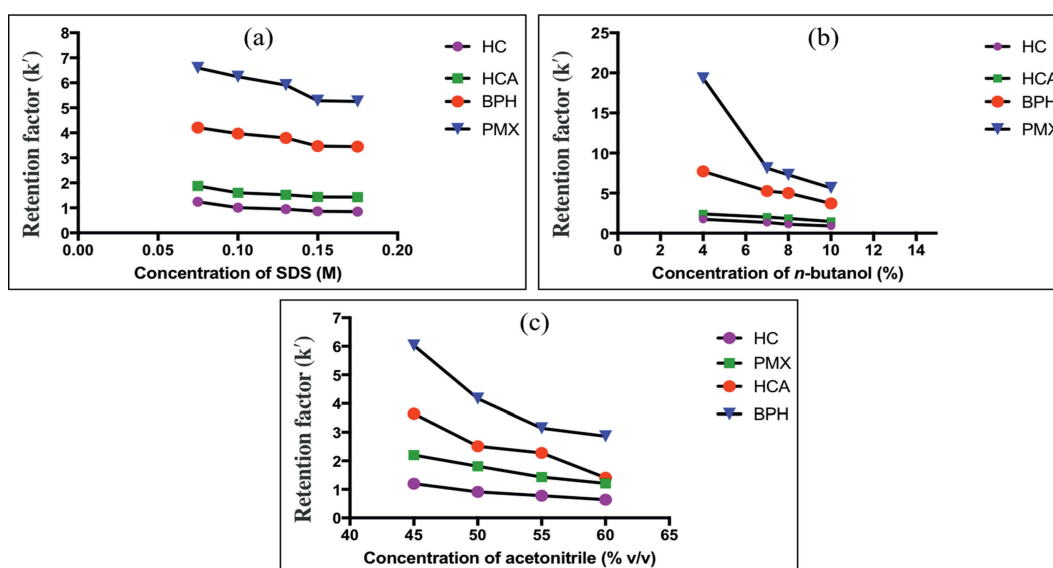 (a)
Retention factor (k′)
8
7
6
5
4
3
2
1
0
0.00 0.05 0.10 0.15 0.20
Concentration of SDS (M)
HC
HCA
BPH
PMX
(b)
Retention factor (k′)
25
20
15
10
5
0
0 2 4 6 8 10 12 14
Concentration of n-butanol (%)
HC
HCA
BPH
PMX
(c)
Retention factor (k′)
7
6
5
4
3
2
1
0
40 45 50 55 60 65
Concentration of acetonitrile (% v/v)
HC
PMX
HCA
BPH